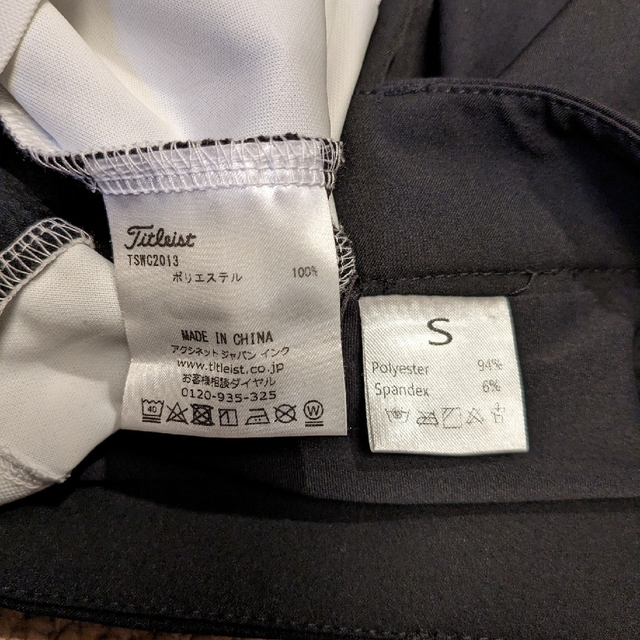 Titleist
TSWC2013
ポリエステル 100%
MADE IN CHINA
アクシネット ジャパン インク
www.titleist.co.jp
お客様相談ダイヤル
0120-935-325
40
W
S
Polyester 94%
Spandex 6%